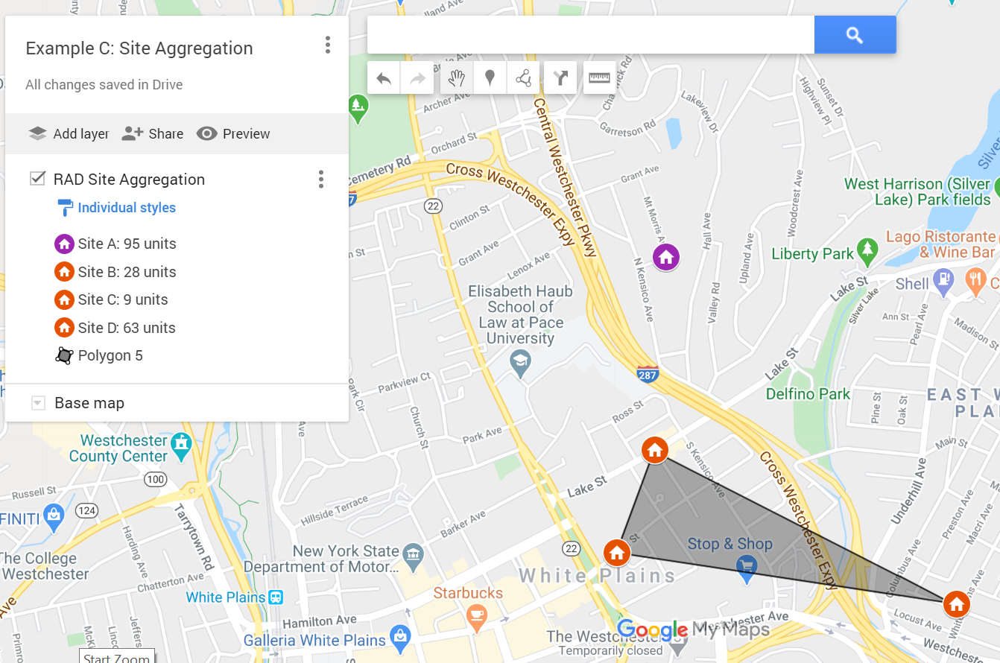 Example C: Site Aggregation
All changes saved in Drive
Add layer
Share
Preview
RAD Site Aggregation
Individual styles
Site A: 95 units
Site B: 28 units
Site C: 9 units
Site D: 63 units
Polygon 5
Base map
Archer Ave
Orchard St
Cemetery Rd
Cross Westchester Expy
Central Westchester Pkwy
Garretson Rd
Lakeview Dr
Highview Pl
Sunset Dr
Silver
West Harrison (Silver
Lake) Park fields
22
Clinton St
Grant Ave
Lenox Ave
Grant Ave
Mt Morris A
N Kensico Ave
Hall Ave
Valley Rd
Upland Ave
Woodcrest Ave
Liberty Park
Lago Ristorante
& Wine Bar
Shell
Lake St
Silver Lake
Ann St
Pearl Ave
Madison St
Elisabeth Haub
School of
Law at Pace
University
287
Lake St
Delfino Park
Pine St
Oak St
EAST W
PLA
Parkview Ct
Park Cir
Church St
Park Ave
Ross St
S Kensico Ave
Main St
Westchester
County Center
100
Russell St
124
FINITI
Tarrytown Rd
Harding Ave
Hillside Terrace
Barker Ave
Lake St
22
Cross Westchester Expy
Underhill Ave
Preston Ave
Macri Ave
Columbus Ave
The College
Westchester
Chatterton Ave
New York State
Department of Motor...
Stop & Shop
White Plains
White Plains
Starbucks
Hamilton Ave
Galleria White Plains
Google My Maps
The Westchester
Temporarily closed
Locust Ave
Westchester
Start Zoom